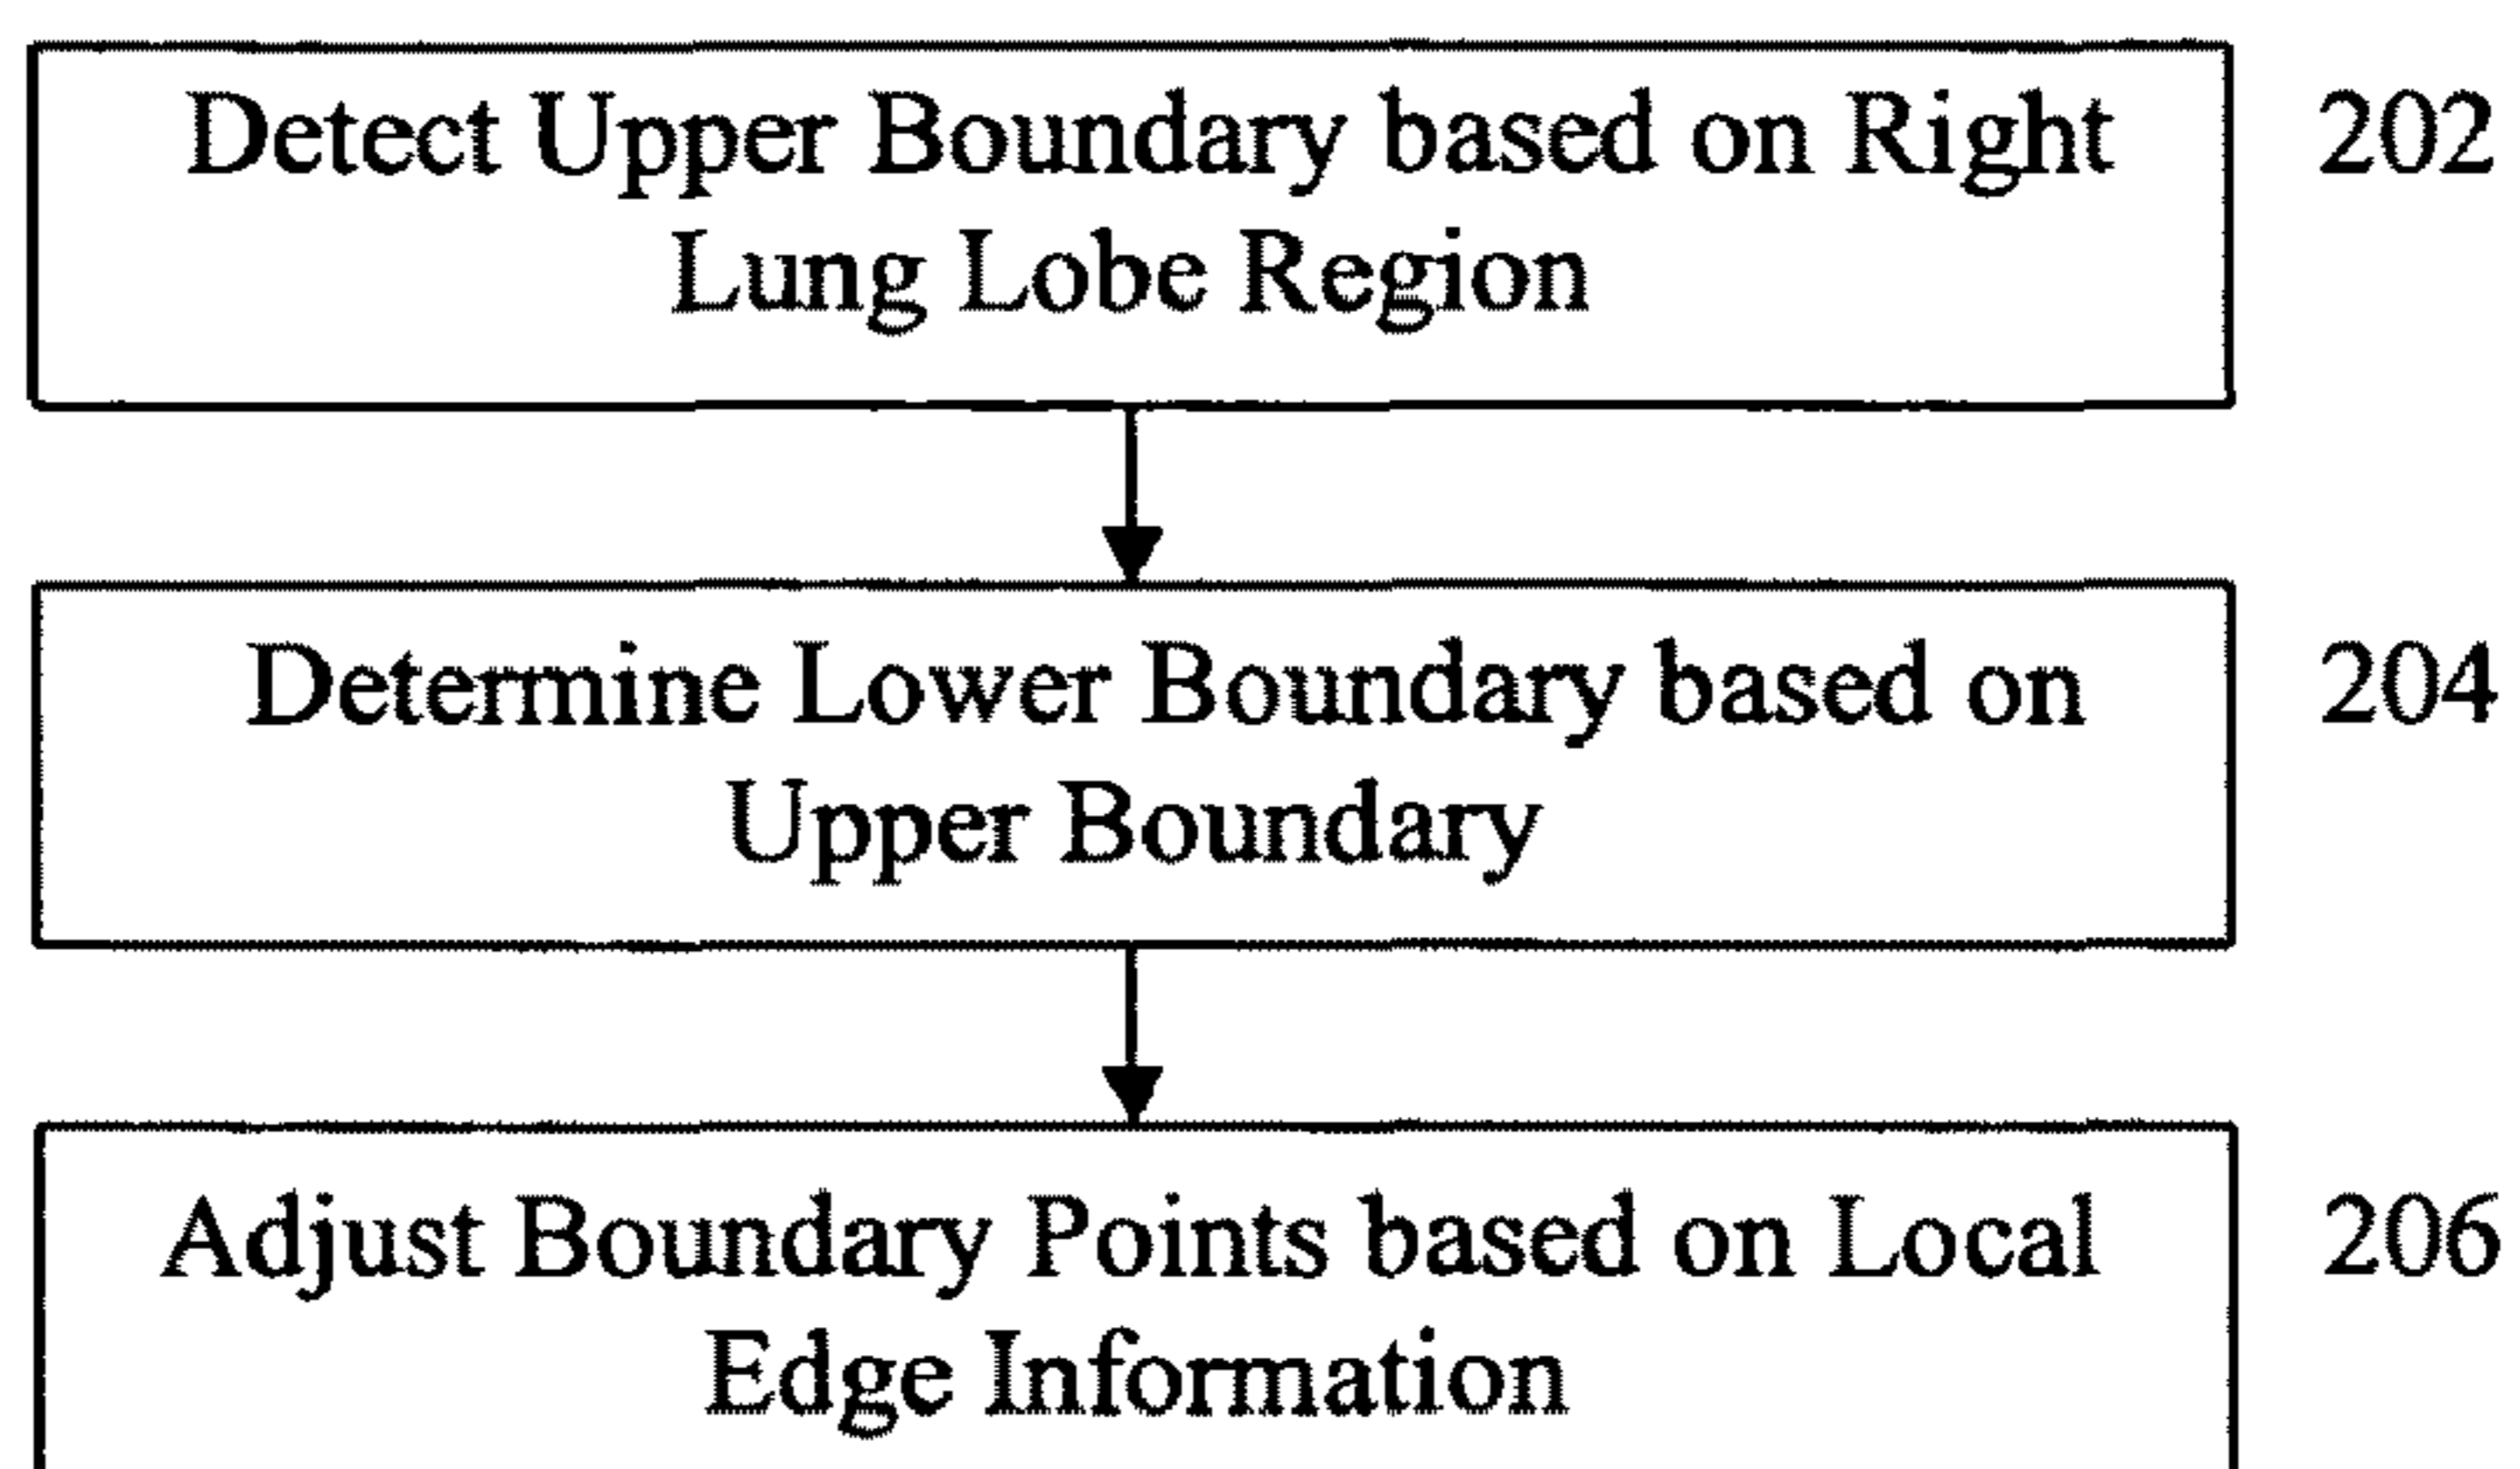 Detect Upper Boundary based on Right 202
Lung Lobe Region
Determine Lower Boundary based on 204
Upper Boundary
Adjust Boundary Points based on Local 206
Edge Information